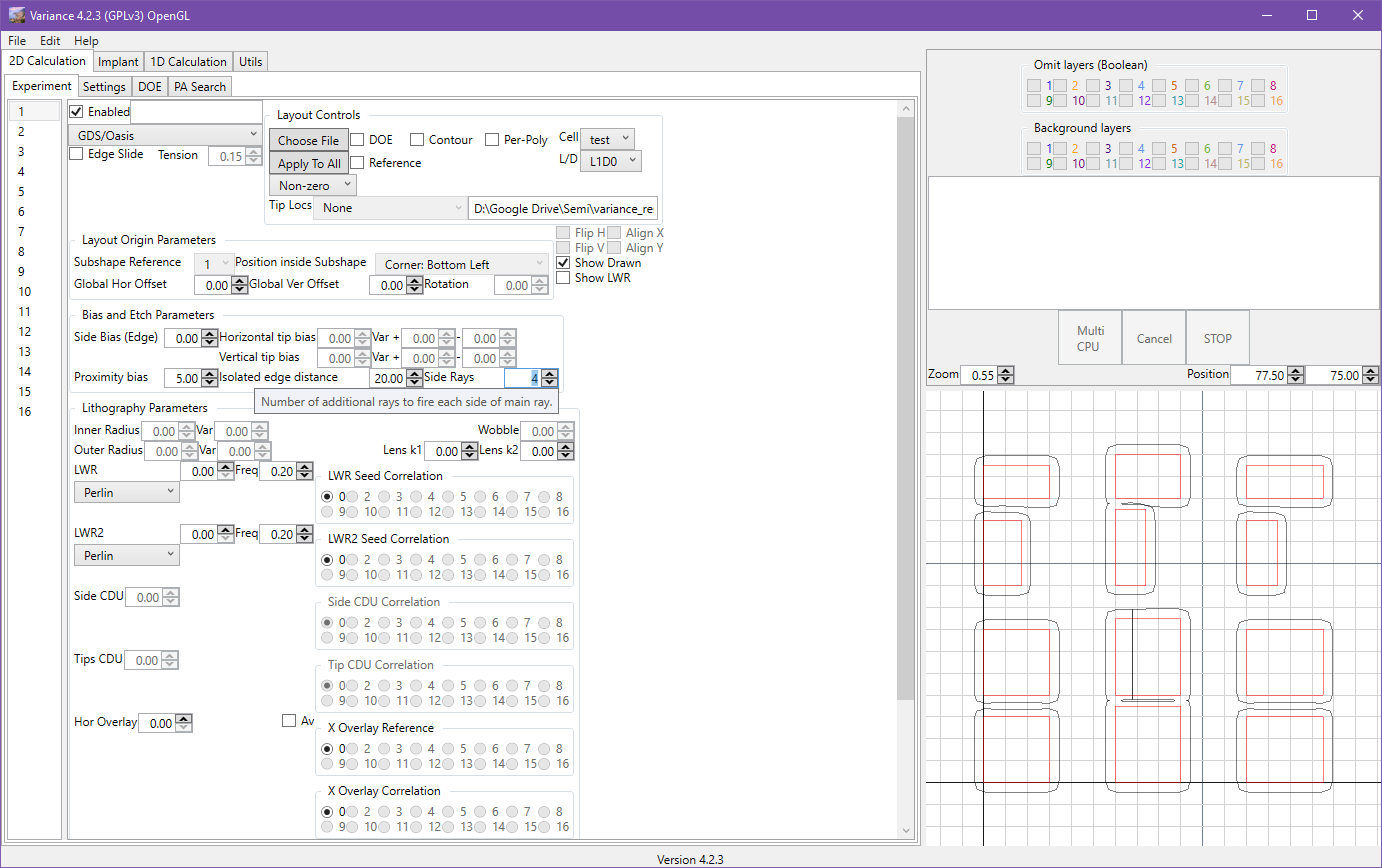 Variance 4.2.3 (GPLv3) OpenGL
File Edit Help
2D Calculation Implant 1D Calculation Utils
Experiment Settings DOE PA Search
1
2
3
4
5
6
7
8
9
10
11
12
13
14
15
16
Enabled
GDS/Oasis
Edge Slide Tension 0.15
Layout Controls
Choose File DOE Contour Per-Poly Cell test
Apply To All Reference L/D L1D0
Non-zero
Tip Locs None D:\Google Drive\Semi\variance_re
Layout Origin Parameters
Subshape Reference 1 Position inside Subshape Corner: Bottom Left
Global Hor Offset 0.00 Global Ver Offset 0.00 Rotation 0.00
Flip H Align X
Flip V Align Y
Show Drawn
Show LWR
Bias and Etch Parameters
Side Bias (Edge) 0.00 Horizontal tip bias 0.00 Var + 0.00 - 0.00
Vertical tip bias 0.00 Var + 0.00 - 0.00
Proximity bias 5.00 Isolated edge distance 20.00 Side Rays 4
Number of additional rays to fire each side of main ray.
Lithography Parameters
Inner Radius 0.00 Var 0.00 Wobble 0.00
Outer Radius 0.00 Var 0.00 Lens k1 0.00 Lens k2 0.00
LWR 0.00 Freq 0.20
Perlin
LWR Seed Correlation
0 2 3 4 5 6 7 8
9 10 11 12 13 14 15 16
LWR2 0.00 Freq 0.20
Perlin
LWR2 Seed Correlation
0 2 3 4 5 6 7 8
9 10 11 12 13 14 15 16
Side CDU 0.00
Side CDU Correlation
0 2 3 4 5 6 7 8
9 10 11 12 13 14 15 16
Tips CDU 0.00
Tip CDU Correlation
0 2 3 4 5 6 7 8
9 10 11 12 13 14 15 16
Hor Overlay 0.00 Av
X Overlay Reference
0 2 3 4 5 6 7 8
9 10 11 12 13 14 15 16
X Overlay Correlation
0 2 3 4 5 6 7 8
9 10 11 12 13 14 15 16
Omit layers (Boolean)
1 2 3 4 5 6 7 8
9 10 11 12 13 14 15 16
Background layers
1 2 3 4 5 6 7 8
9 10 11 12 13 14 15 16
Multi
CPU
Cancel
STOP
Zoom 0.55 Position 77.50 75.00
Version 4.2.3